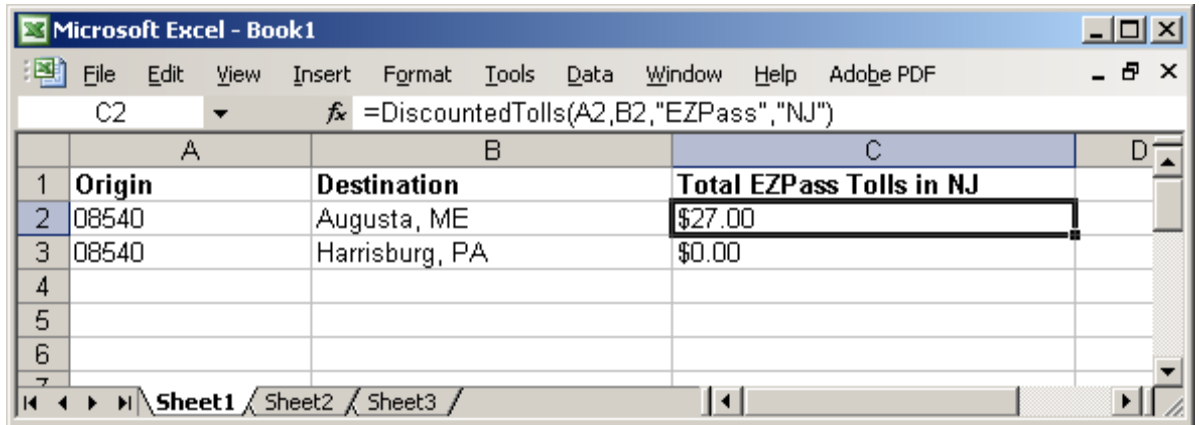 Microsoft Excel - Book1
File Edit View Insert Format Tools Data Window Help Adobe PDF
C2 fx =DiscountedTolls(A2,B2,"EZPass","NJ")
A B C D
1 Origin Destination Total EZPass Tolls in NJ
2 08540 Augusta, ME $27.00
3 08540 Harrisburg, PA $0.00
4
5
6
7
Sheet1 Sheet2 Sheet3